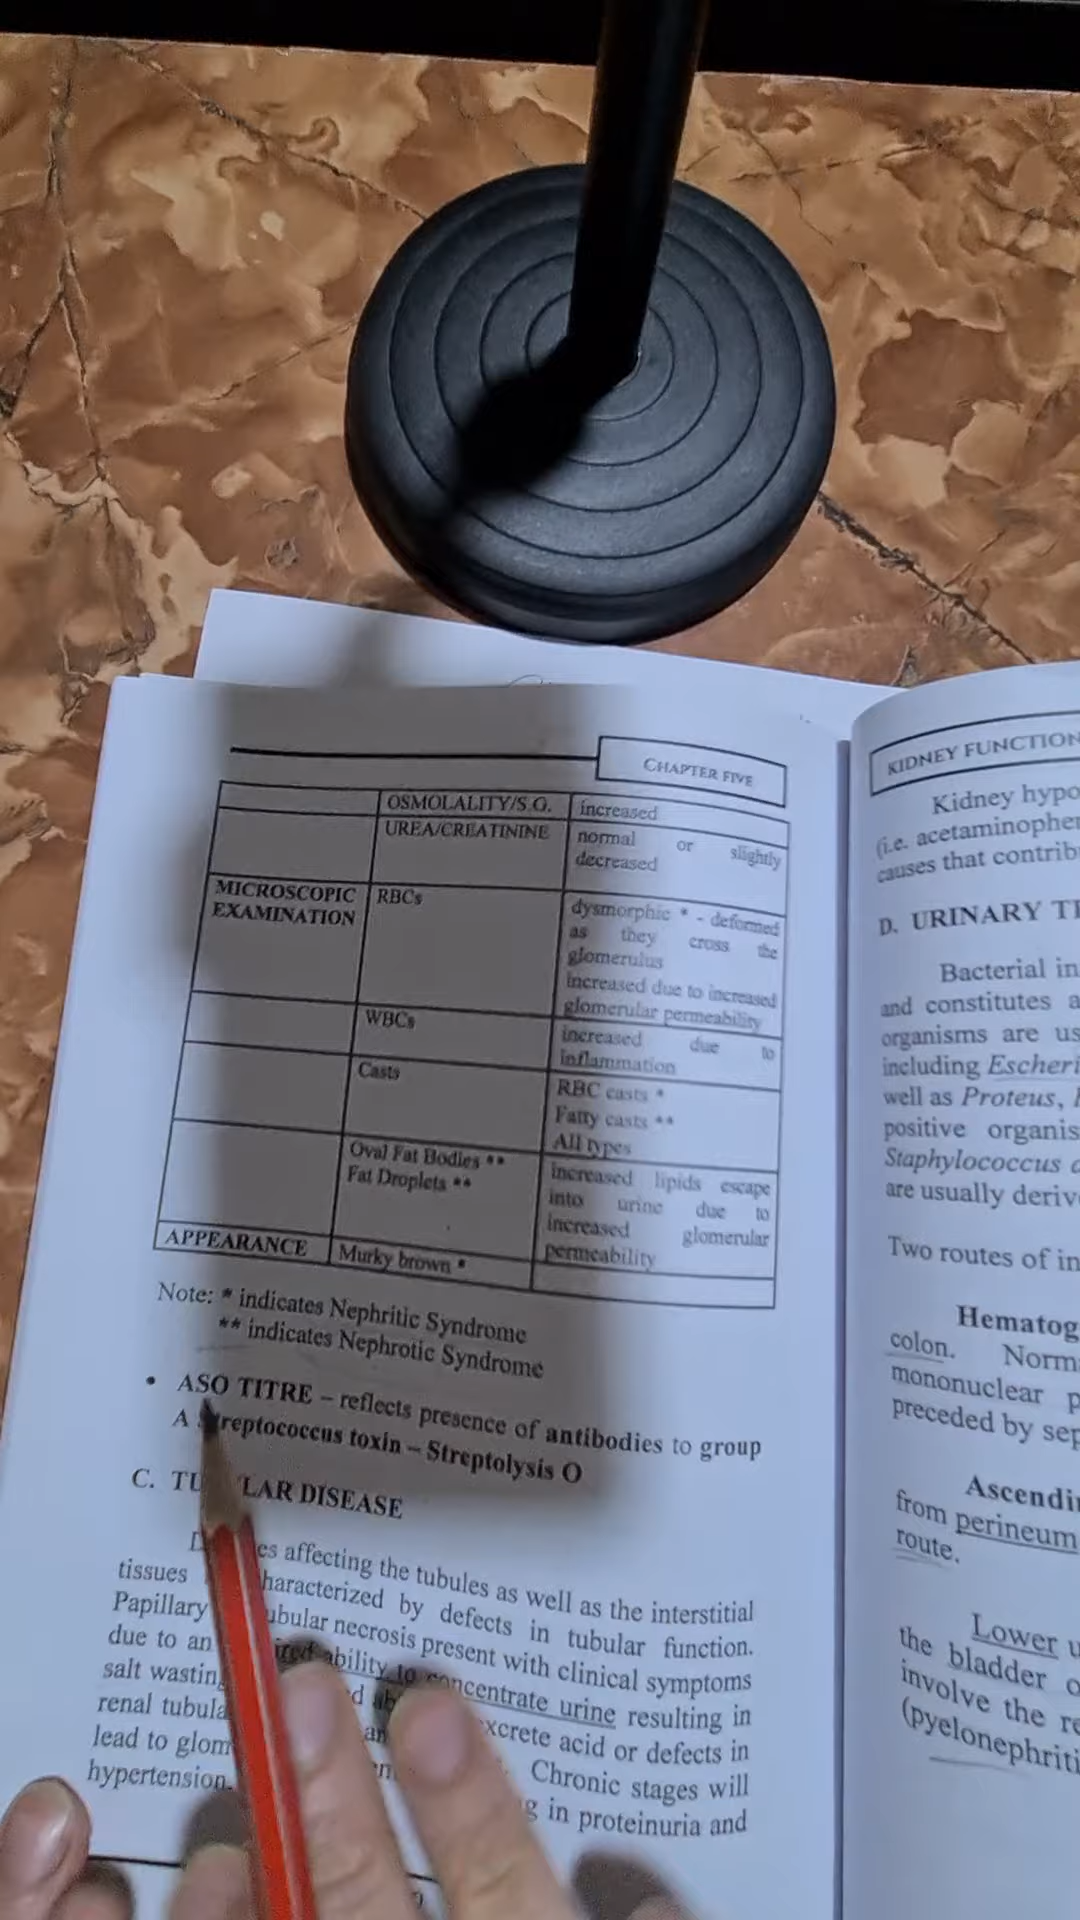 CHAPTER FIVE
OSMOLALITY/S.G. increased
UREA/CREATININE normal or slightly
decreased
MICROSCOPIC RBCs dysmorphic * - deformed
EXAMINATION as they cross the
glomerulus
increased due to increased
glomerular permeability
WBCs increased due to
inflammation
Casts RBC casts *
Fatty casts **
All types
Oval Fat Bodies ** increased lipids escape
Fat Droplets ** into urine due to
increased glomerular
permeability
APPEARANCE Murky brown *
Note: * indicates Nephritic Syndrome
** indicates Nephrotic Syndrome
• ASO TITRE – reflects presence of antibodies to group
A Streptococcus toxin – Streptolysis O
C. TUBULAR DISEASE
es affecting the tubules as well as the interstitial
tissues characterized by defects in tubular function.
Papillary tubular necrosis present with clinical symptoms
due to an ability to concentrate urine resulting in
salt wasting excrete acid or defects in
renal tubula Chronic stages will
lead to glom in proteinuria and
hypertension.
KIDNEY FUNCTION
Kidney hypo
(i.e. acetaminophen
causes that contrib
D. URINARY T
Bacterial in
and constitutes a
organisms are us
including Escheri
well as Proteus,
positive organis
Staphylococcus
are usually deriv
Two routes of in
Hematog
colon. Norm
mononuclear p
preceded by sep
Ascendi
from perineum
route.
Lower u
the bladder o
involve the re
(pyelonephriti